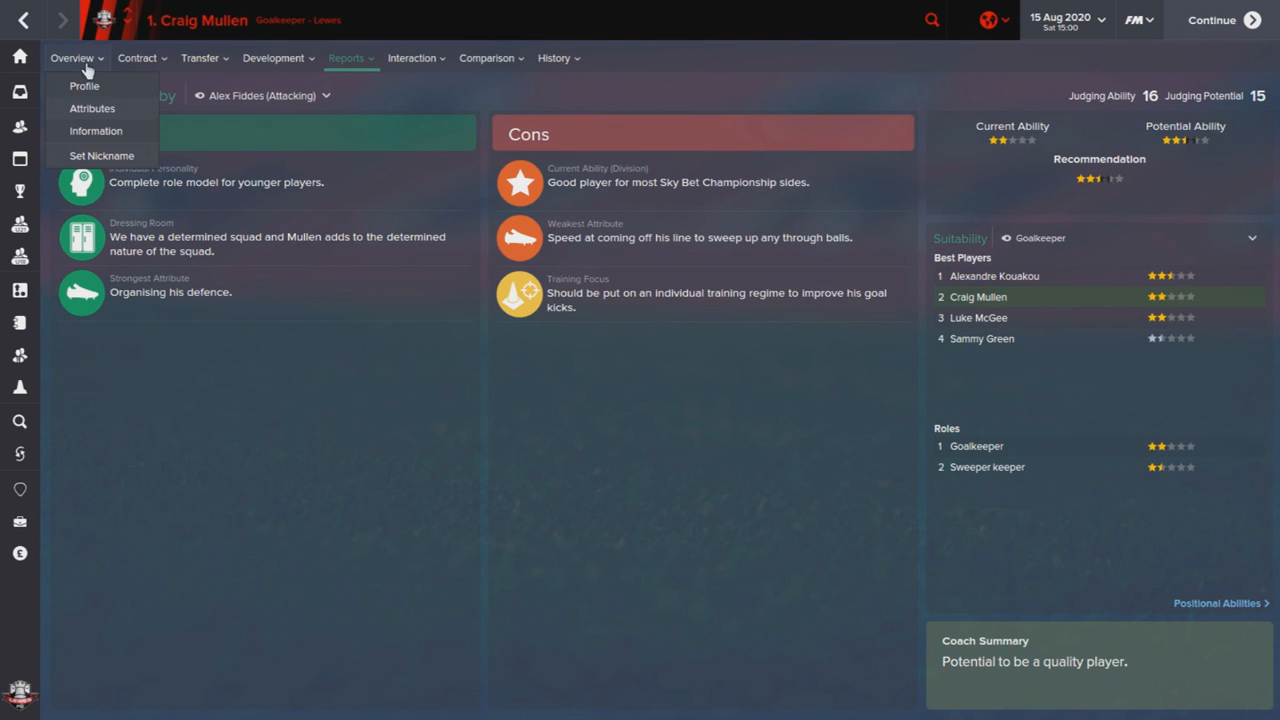 1. Craig Mullen Goalkeeper - Lewes
15 Aug 2020
Sat 15:00
FM
Continue
Overview Contract Transfer Development Reports Interaction Comparison History
Profile
Attributes
Information
Set Nickname
by Alex Fiddes (Attacking)
Judging Ability 16 Judging Potential 15
Personality
Complete role model for younger players.
Dressing Room
We have a determined squad and Mullen adds to the determined
nature of the squad.
Strongest Attribute
Organising his defence.
Cons
Current Ability (Division)
Good player for most Sky Bet Championship sides.
Weakest Attribute
Speed at coming off his line to sweep up any through balls.
Training Focus
Should be put on an individual training regime to improve his goal
kicks.
Current Ability Potential Ability
Recommendation
Suitability Goalkeeper
Best Players
1 Alexandre Kouakou
2 Craig Mullen
3 Luke McGee
4 Sammy Green
Roles
1 Goalkeeper
2 Sweeper keeper
Positional Abilities
Coach Summary
Potential to be a quality player.